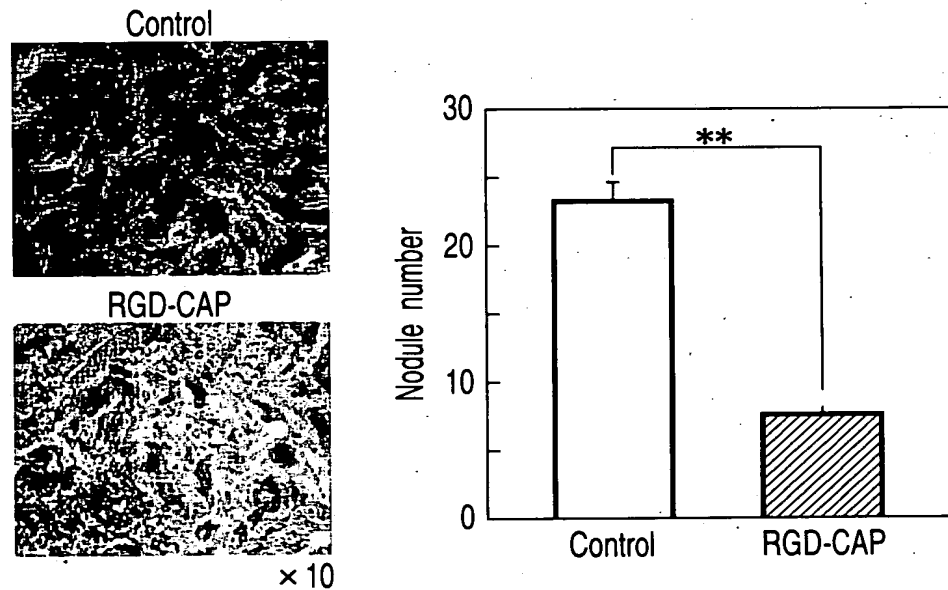 Control
RGD-CAP
× 10
Nodule number
30
20
10
0
**
Control
RGD-CAP